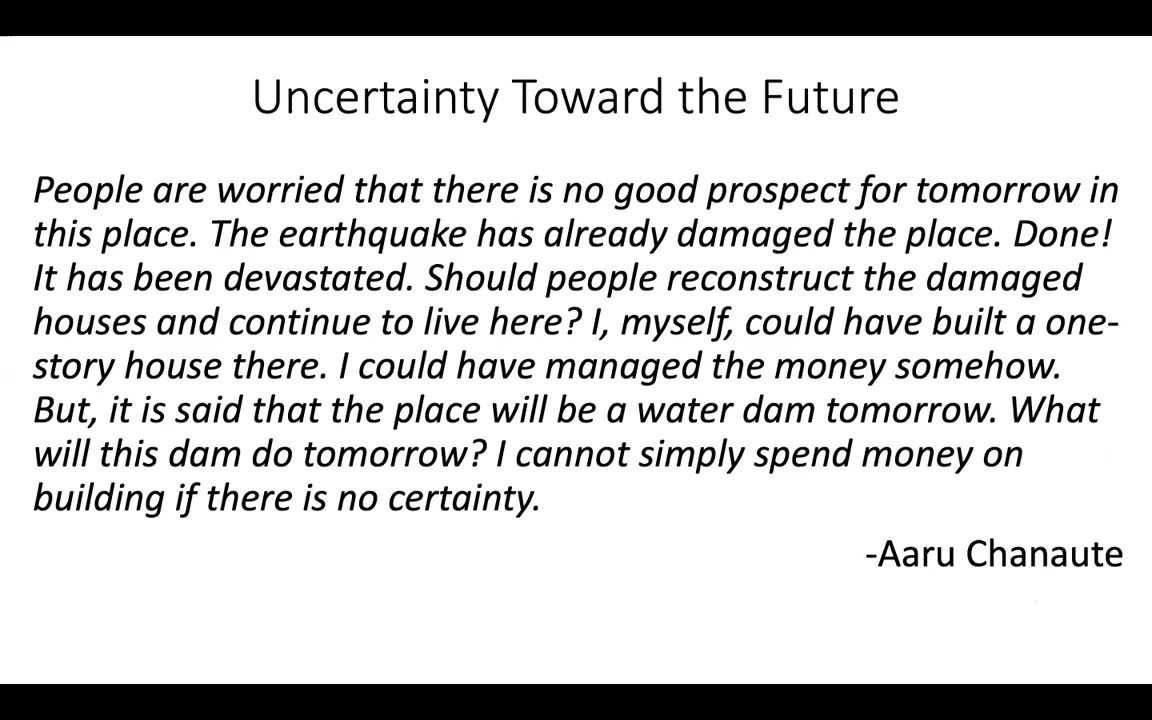 Uncertainty Toward the Future
People are worried that there is no good prospect for tomorrow in
this place. The earthquake has already damaged the place. Done!
It has been devastated. Should people reconstruct the damaged
houses and continue to live here? I, myself, could have built a one-
story house there. I could have managed the money somehow.
But, it is said that the place will be a water dam tomorrow. What
will this dam do tomorrow? I cannot simply spend money on
building if there is no certainty.
-Aaru Chanaute